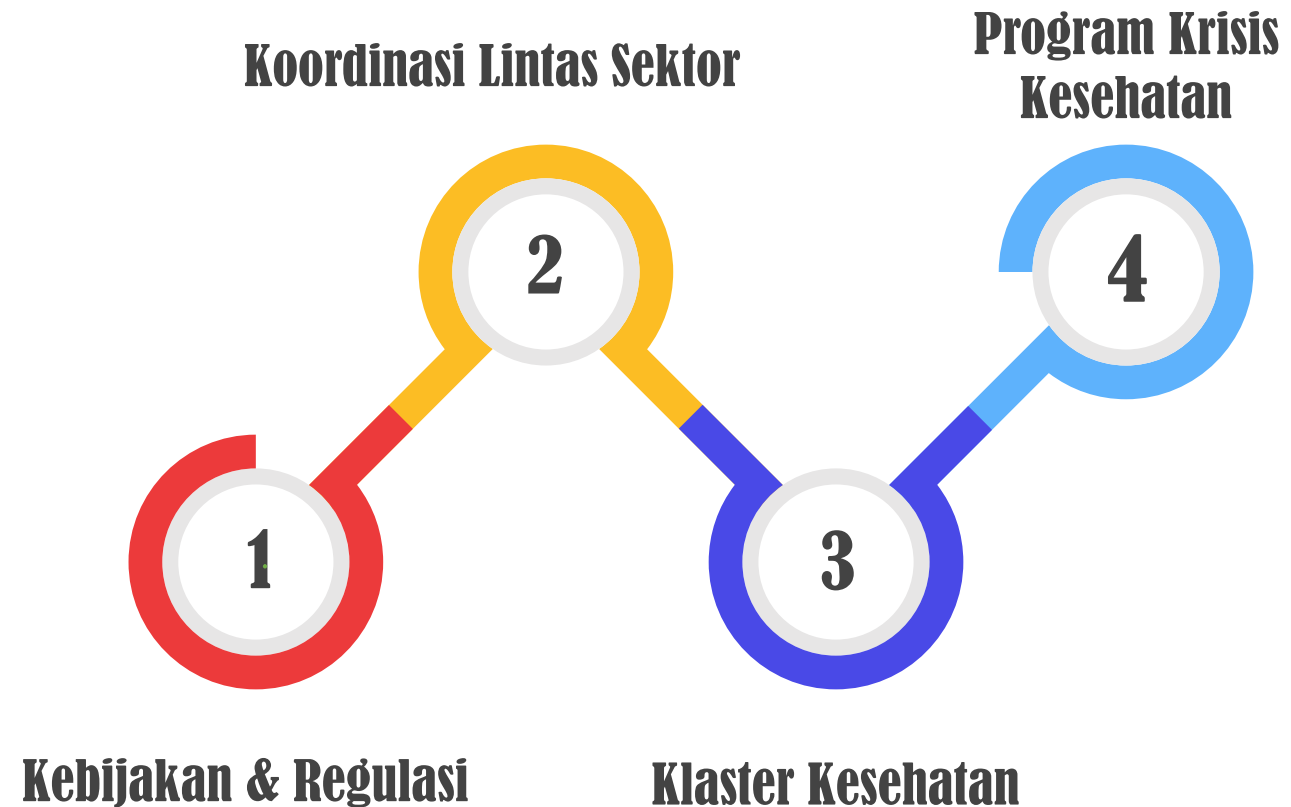 Program Krisis
Kesehatan
Koordinasi Lintas Sektor
2
4
1
3
Kebijakan & Regulasi
Klaster Kesehatan